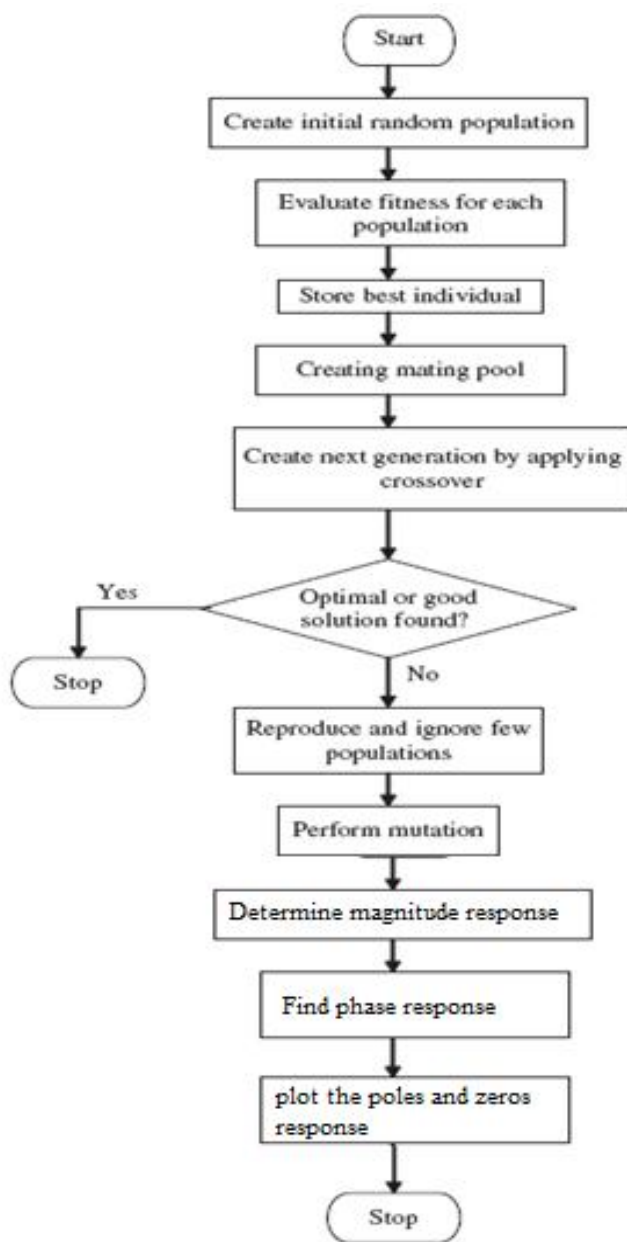 Start
Create initial random population
Evaluate fitness for each
population
Store best individual
Creating mating pool
Create next generation by applying
crossover
Yes
Optimal or good
solution found?
Stop
No
Reproduce and ignore few
populations
Perform mutation
Determine magnitude response
Find phase response
plot the poles and zeros
response
Stop